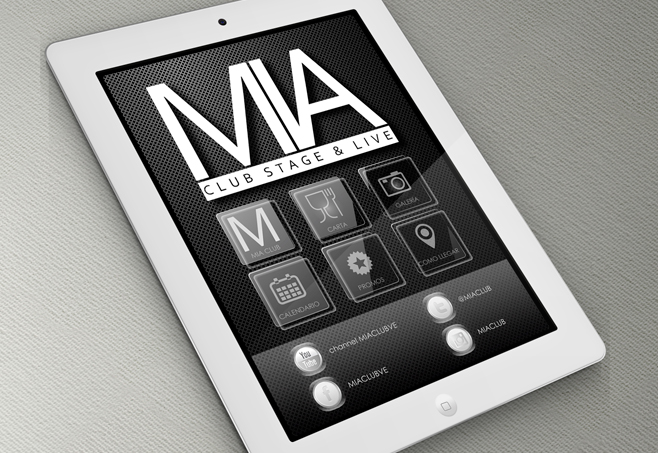 MIA
CLUB STAGE & LIVE
M
MIA CLUB
CARTA
GALERIA
CALENDARIO
PROMOS
COMO LLEGAR
You
Tube
channel MIACLUBVE
@MIACLUB
f
MIACLUBVE
MIACLUB